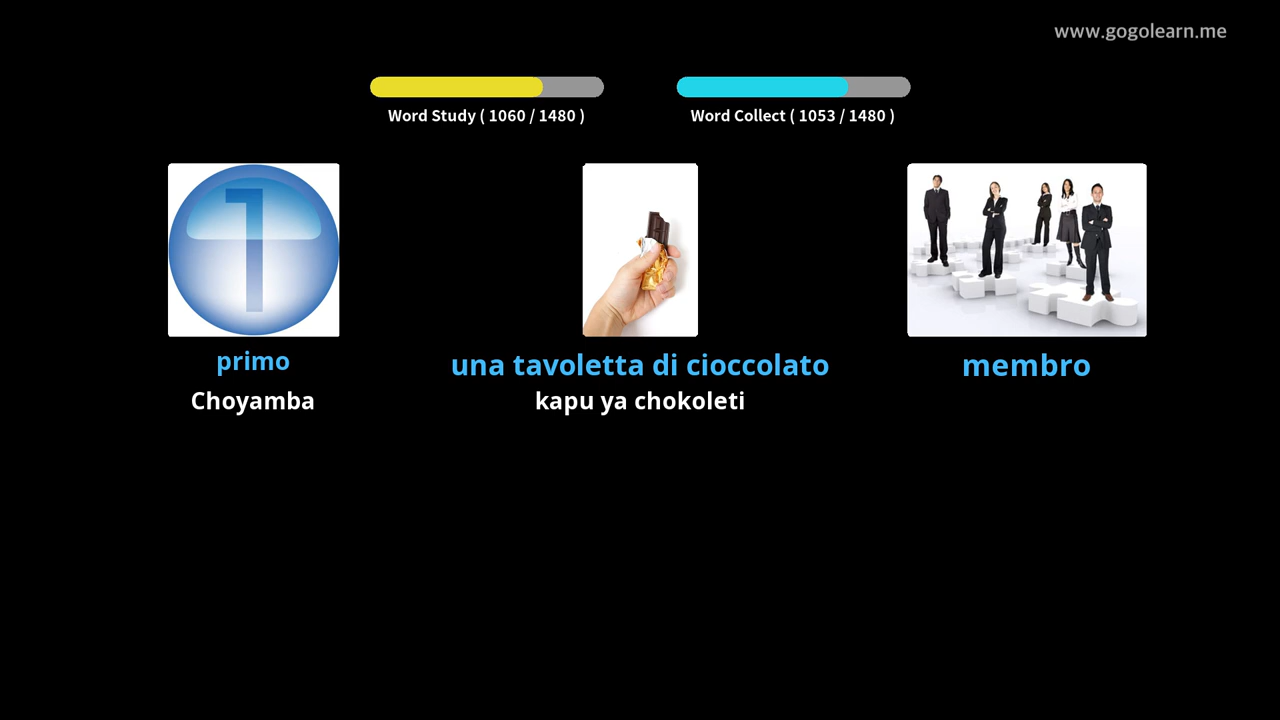 www.gogolearn.me
Word Study ( 1060 / 1480 )
Word Collect ( 1053 / 1480 )
1
primo
Choyamba
una tavoletta di cioccolato
kapu ya chokoleti
membro